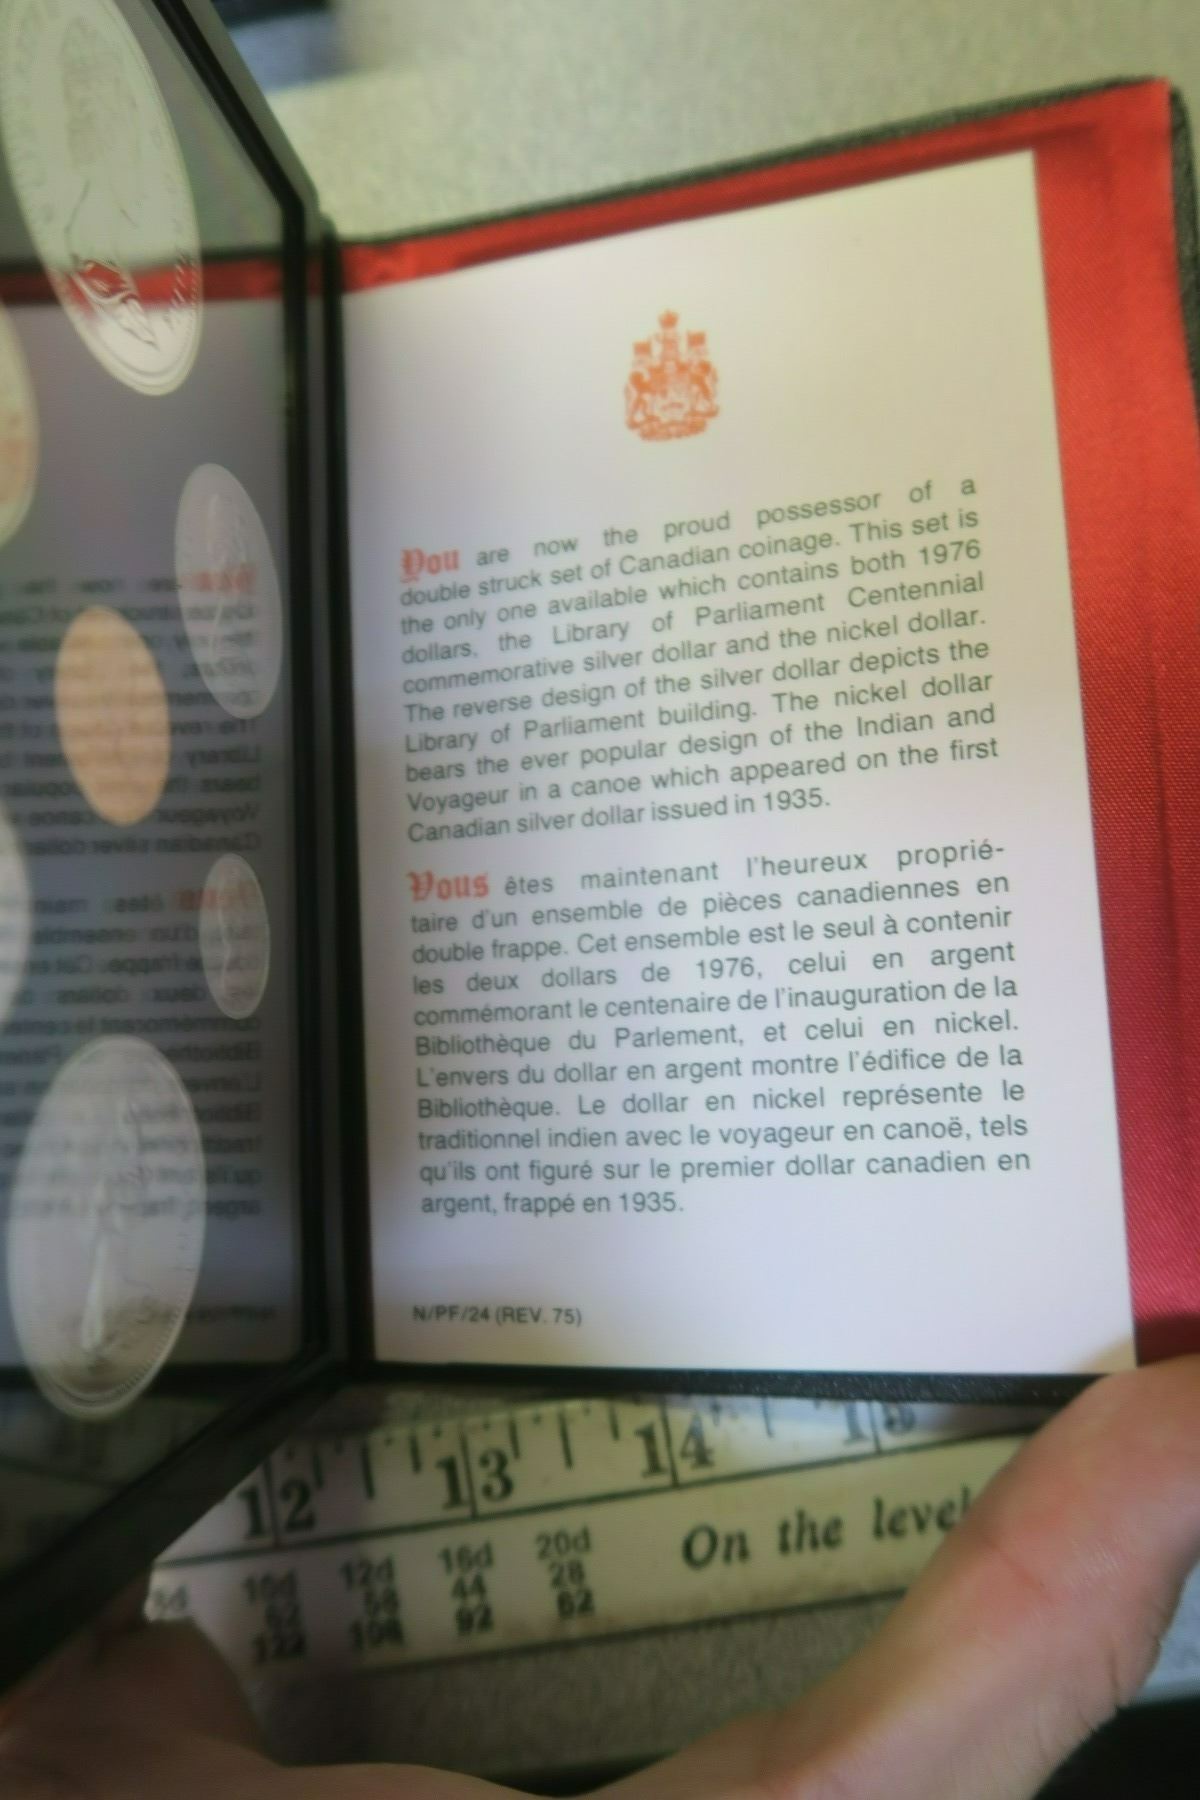 You are now the proud possessor of a
double struck set of Canadian coinage. This set is
the only one available which contains both 1976
dollars, the Library of Parliament Centennial
commemorative silver dollar and the nickel dollar.
The reverse design of the silver dollar depicts the
Library of Parliament building. The nickel dollar
bears the ever popular design of the Indian and
Voyageur in a canoe which appeared on the first
Canadian silver dollar issued in 1935.
Vous êtes maintenant l'heureux proprié-
taire d'un ensemble de pièces canadiennes en
double frappe. Cet ensemble est le seul à contenir
les deux dollars de 1976, celui en argent
commémorant le centenaire de l'inauguration de la
Bibliothèque du Parlement, et celui en nickel.
L'envers du dollar en argent montre l'édifice de la
Bibliothèque. Le dollar en nickel représente le
traditionnel indien avec le voyageur en canoë, tels
qu'ils ont figuré sur le premier dollar canadien en
argent, frappé en 1935.
N/PF/24 (REV. 75)
12 13 14 15
8d 10d 12d 16d 20d On the level
44 28
122 92 62